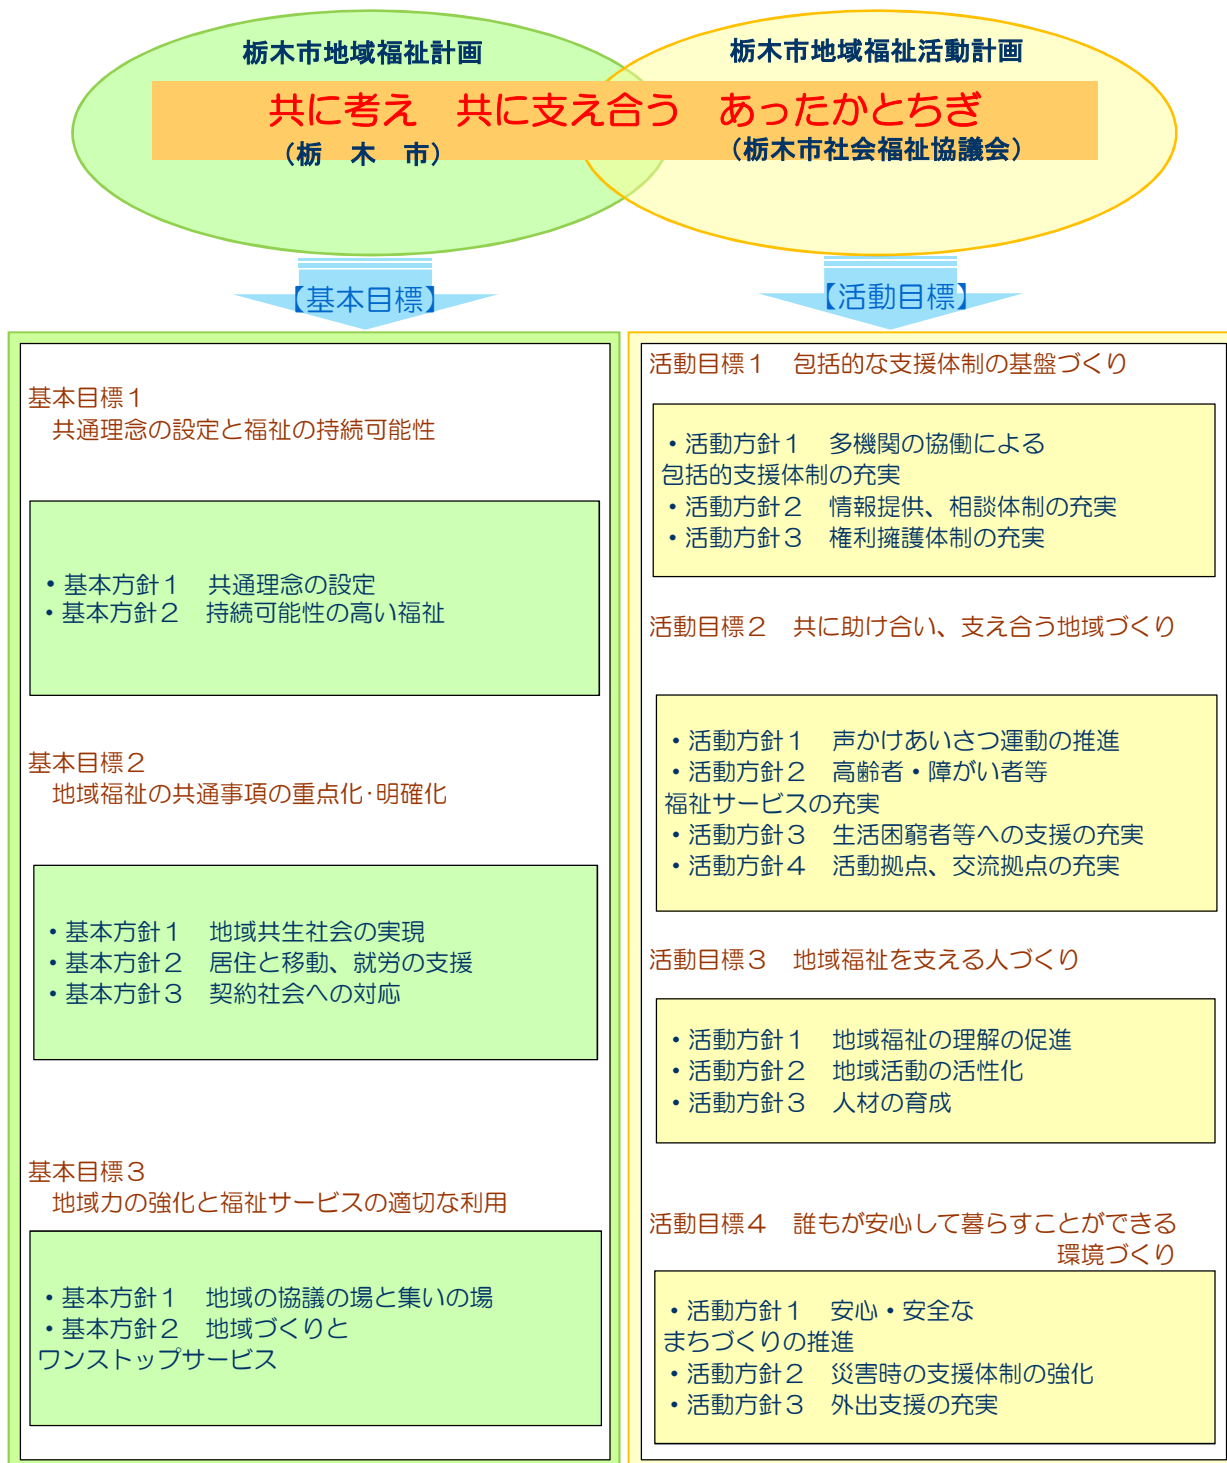 栃木市地域福祉計画
栃木市地域福祉活動計画
共に考え　共に支え合う　あったかとちぎ
（栃　木　市）
（栃木市社会福祉協議会）
【基本目標】
基本目標１
共通理念の設定と福祉の持続可能性
・基本方針１　共通理念の設定
・基本方針２　持続可能性の高い福祉
基本目標２
地域福祉の共通事項の重点化･明確化
・基本方針１　地域共生社会の実現
・基本方針２　居住と移動、就労の支援
・基本方針３　契約社会への対応
基本目標３
地域力の強化と福祉サービスの適切な利用
・基本方針１　地域の協議の場と集いの場
・基本方針２　地域づくりと
ワンストップサービス
【活動目標】
活動目標１　包括的な支援体制の基盤づくり
・活動方針１　多機関の協働による
包括的支援体制の充実
・活動方針２　情報提供、相談体制の充実
・活動方針３　権利擁護体制の充実
活動目標２　共に助け合い、支え合う地域づくり
・活動方針１　声かけあいさつ運動の推進
・活動方針２　高齢者・障がい者等
福祉サービスの充実
・活動方針３　生活困窮者等への支援の充実
・活動方針４　活動拠点、交流拠点の充実
活動目標３　地域福祉を支える人づくり
・活動方針１　地域福祉の理解の促進
・活動方針２　地域活動の活性化
・活動方針３　人材の育成
活動目標４　誰もが安心して暮らすことができる
環境づくり
・活動方針１　安心・安全な
まちづくりの推進
・活動方針２　災害時の支援体制の強化
・活動方針３　外出支援の充実